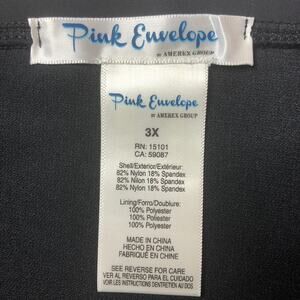 Pink Envelope
BY AMEREX GROUP
Pink Envelope
BY AMEREX GROUP
3X
RN: 15101
CA: 59087
Shell/Exterior/Extérieur:
82% Nylon 18% Spandex
82% Nilon 18% Spandex
82% Nylon 18% Spandex
Lining/Forro/Doublure:
100% Polyester
100% Poliester
100% Polyester
MADE IN CHINA
HECHO EN CHINA
FAIT EN CHINE
SEE REVERSE FOR CARE
VER AL REVERSO PARA EL CUIDADO
VOIR LES INSTRUCTIONS D'ENTRETIEN AU DOS